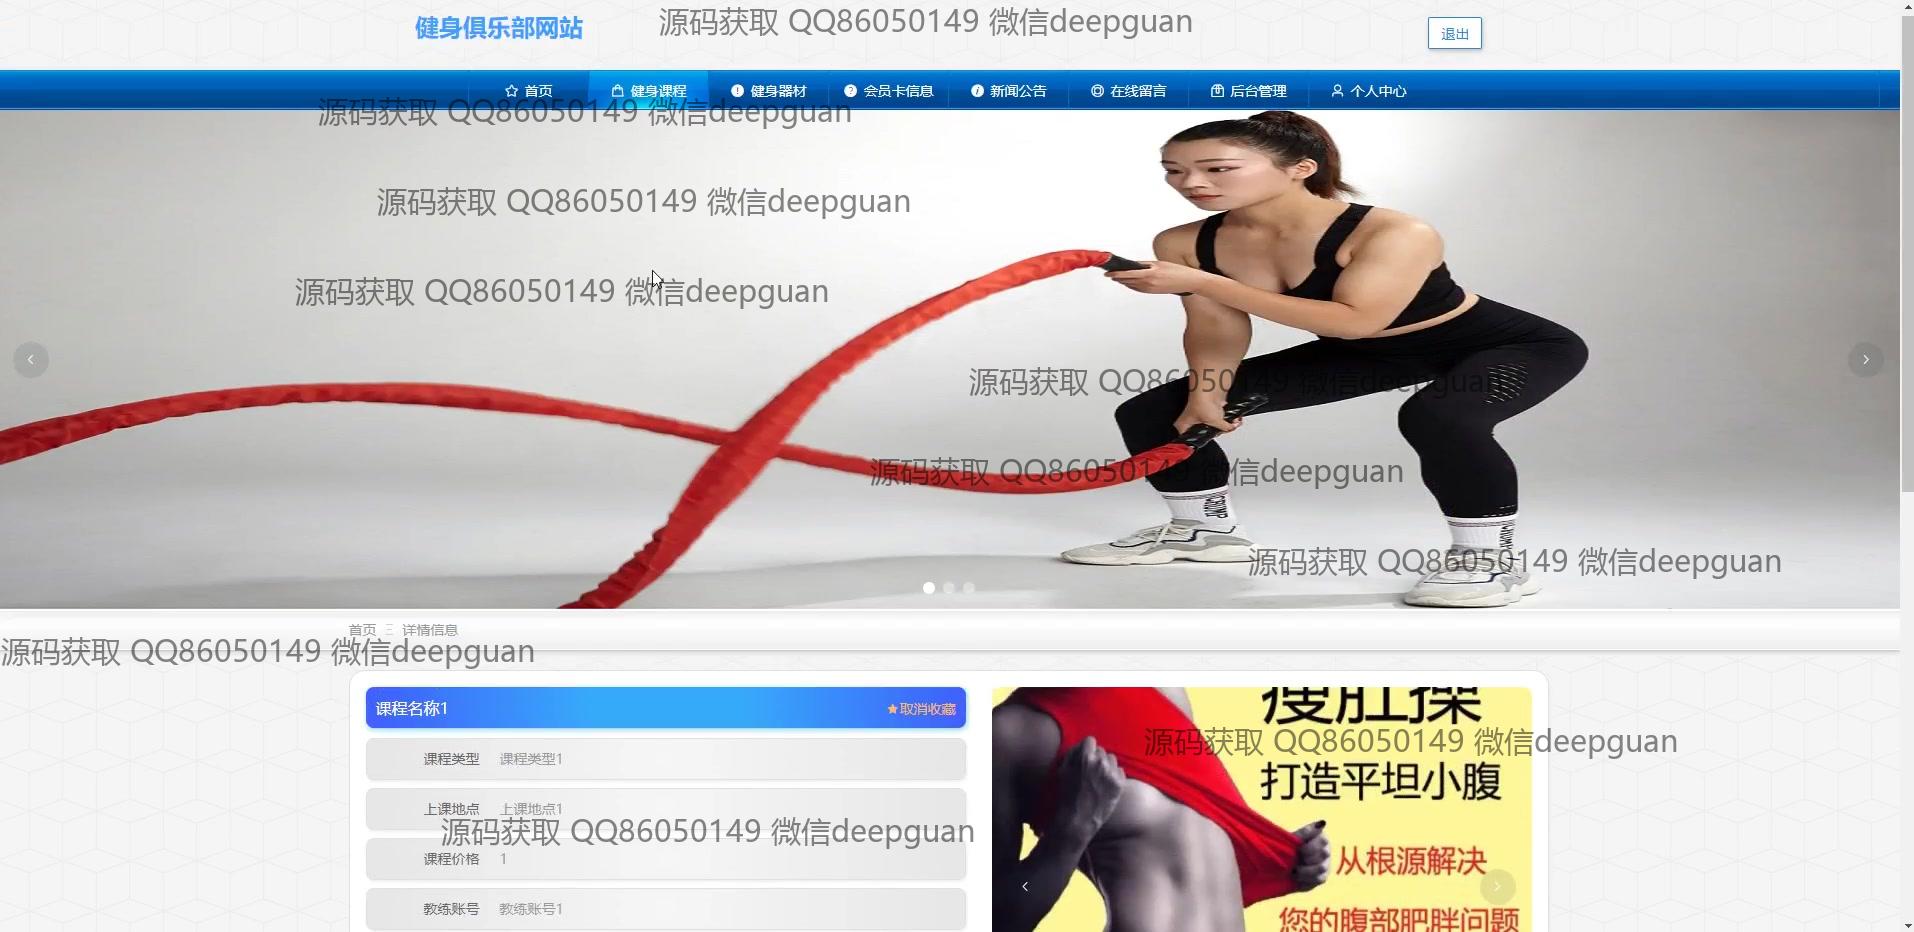 健身俱乐部网站
源码获取 QQ86050149 微信deepguan
退出
首页
健身课程
健身器材
会员卡信息
新闻公告
在线留言
后台管理
个人中心
源码获取 QQ86050149 微信deepguan
源码获取 QQ86050149 微信deepguan
源码获取 QQ86050149 微信deepguan
源码获取 QQ86050149 微信deepguan
源码获取 QQ86050149 微信deepguan
源码获取 QQ86050149 微信deepguan
首页 三 详情信息
源码获取 QQ86050149 微信deepguan
课程名称1
取消收藏
瘦肚操
源码获取 QQ86050149 微信deepguan
课程类型 课程类型1
打造平坦小腹
上课地点 上课地点1
源码获取 QQ86050149 微信deepguan
课程价格 1
从根源解决
教练账号 教练账号1
您的腹部肥胖问题